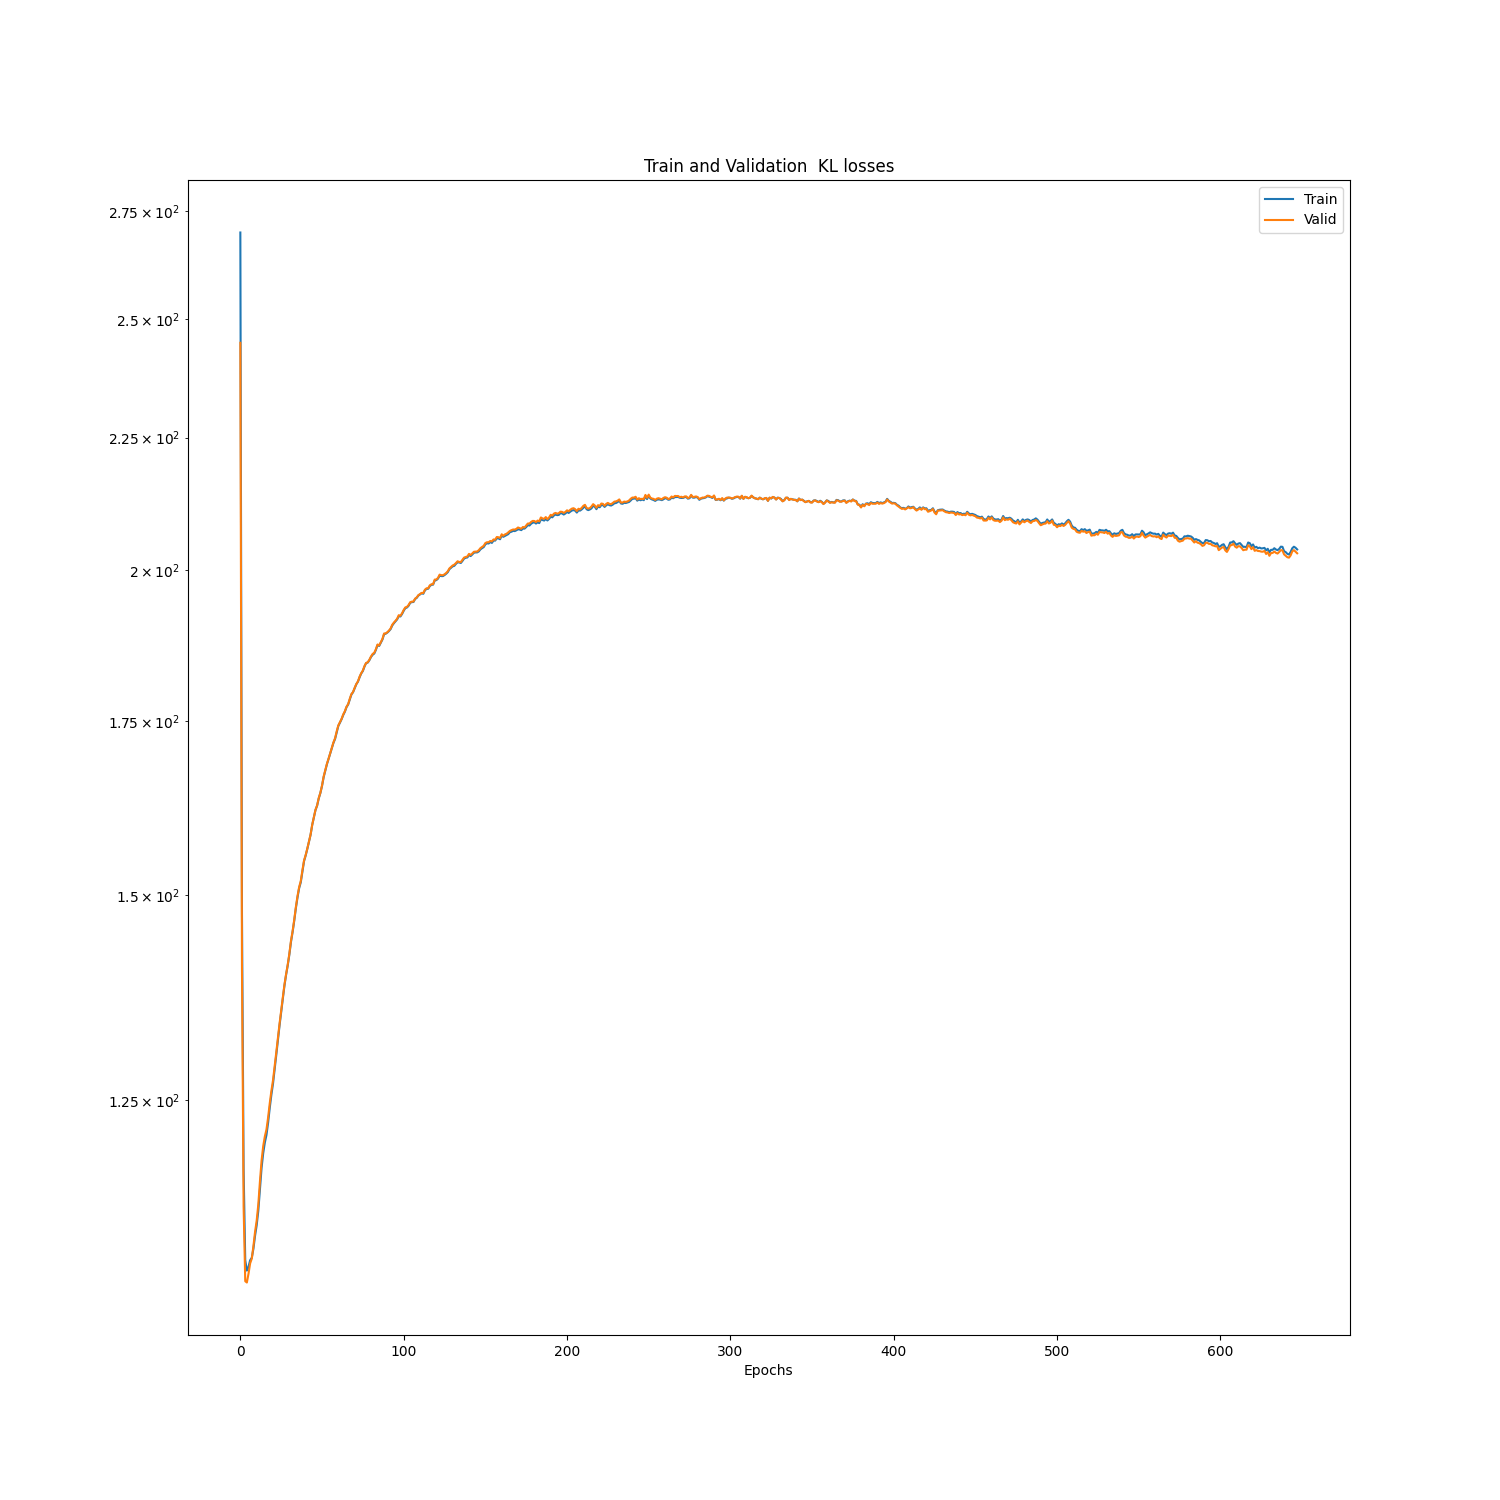 Train and Validation  KL losses
Train
Valid
2.75 × 10²
2.5 × 10²
2.25 × 10²
2 × 10²
1.75 × 10²
1.5 × 10²
1.25 × 10²
0 100 200 300 400 500 600
Epochs